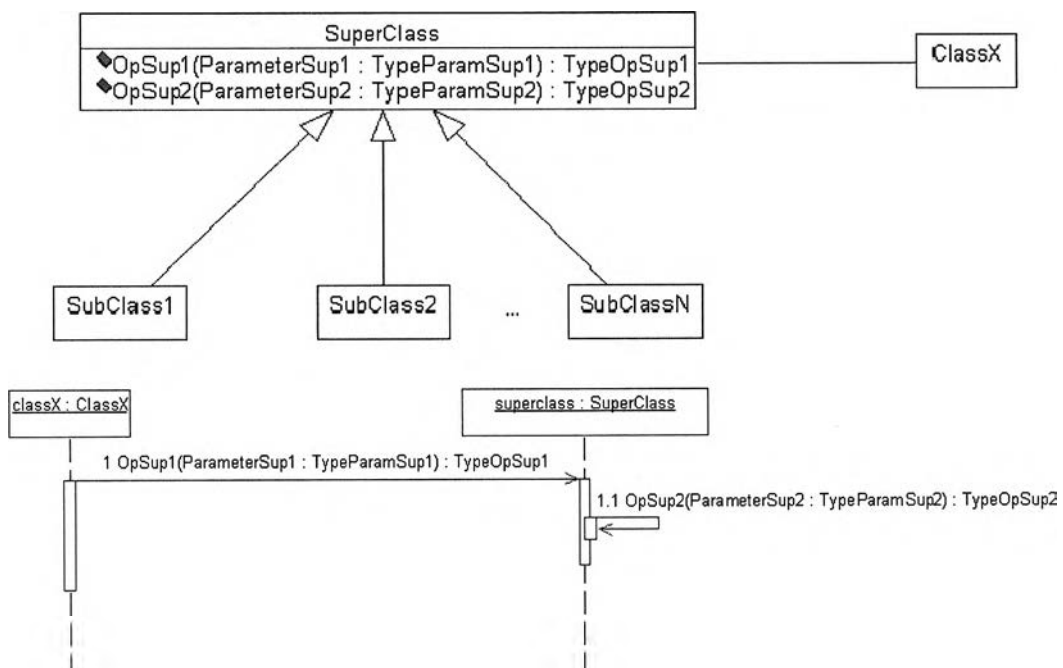 SuperClass
OpSup1(ParameterSup1 : TypeParamSup1) : TypeOpSup1
OpSup2(ParameterSup2 : TypeParamSup2) : TypeOpSup2
ClassX
SubClass1
SubClass2
...
SubClassN
classX : ClassX
superclass : SuperClass
1 OpSup1(ParameterSup1 : TypeParamSup1) : TypeOpSup1
1.1 OpSup2(ParameterSup2 : TypeParamSup2) : TypeOpSup2